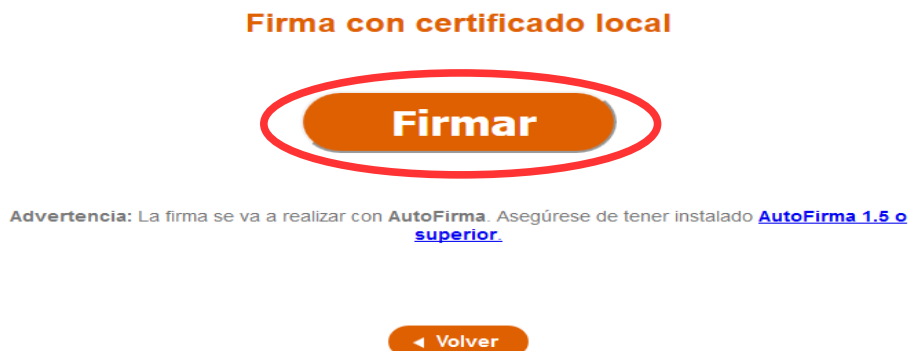 Firma con certificado local
Firmar
Advertencia: La firma se va a realizar con AutoFirma. Asegúrese de tener instalado AutoFirma 1.5 o
superior.
◄ Volver